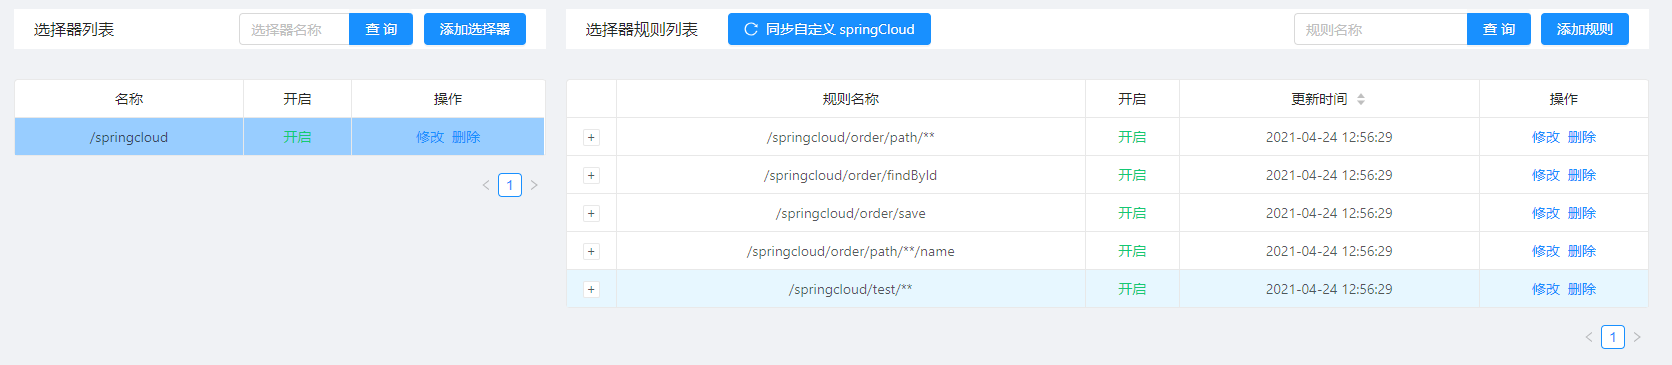 选择器列表 选择器名称 查 询 添加选择器
名称 开启 操作
/springcloud 开启 修改 删除
< 1 >
选择器规则列表 同步自定义 springCloud 规则名称 查 询 添加规则
规则名称 开启 更新时间 操作
+ /springcloud/order/path/** 开启 2021-04-24 12:56:29 修改 删除
+ /springcloud/order/findById 开启 2021-04-24 12:56:29 修改 删除
+ /springcloud/order/save 开启 2021-04-24 12:56:29 修改 删除
+ /springcloud/order/path/**/name 开启 2021-04-24 12:56:29 修改 删除
+ /springcloud/test/** 开启 2021-04-24 12:56:29 修改 删除
< 1 >